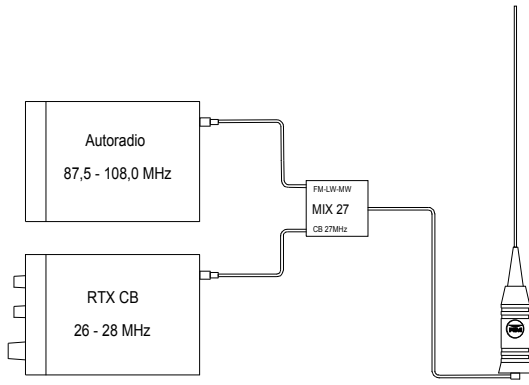 Autoradio
87,5 - 108,0 MHz
FM-LW-MW
MIX 27
CB 27MHz
RTX CB
26 - 28 MHz